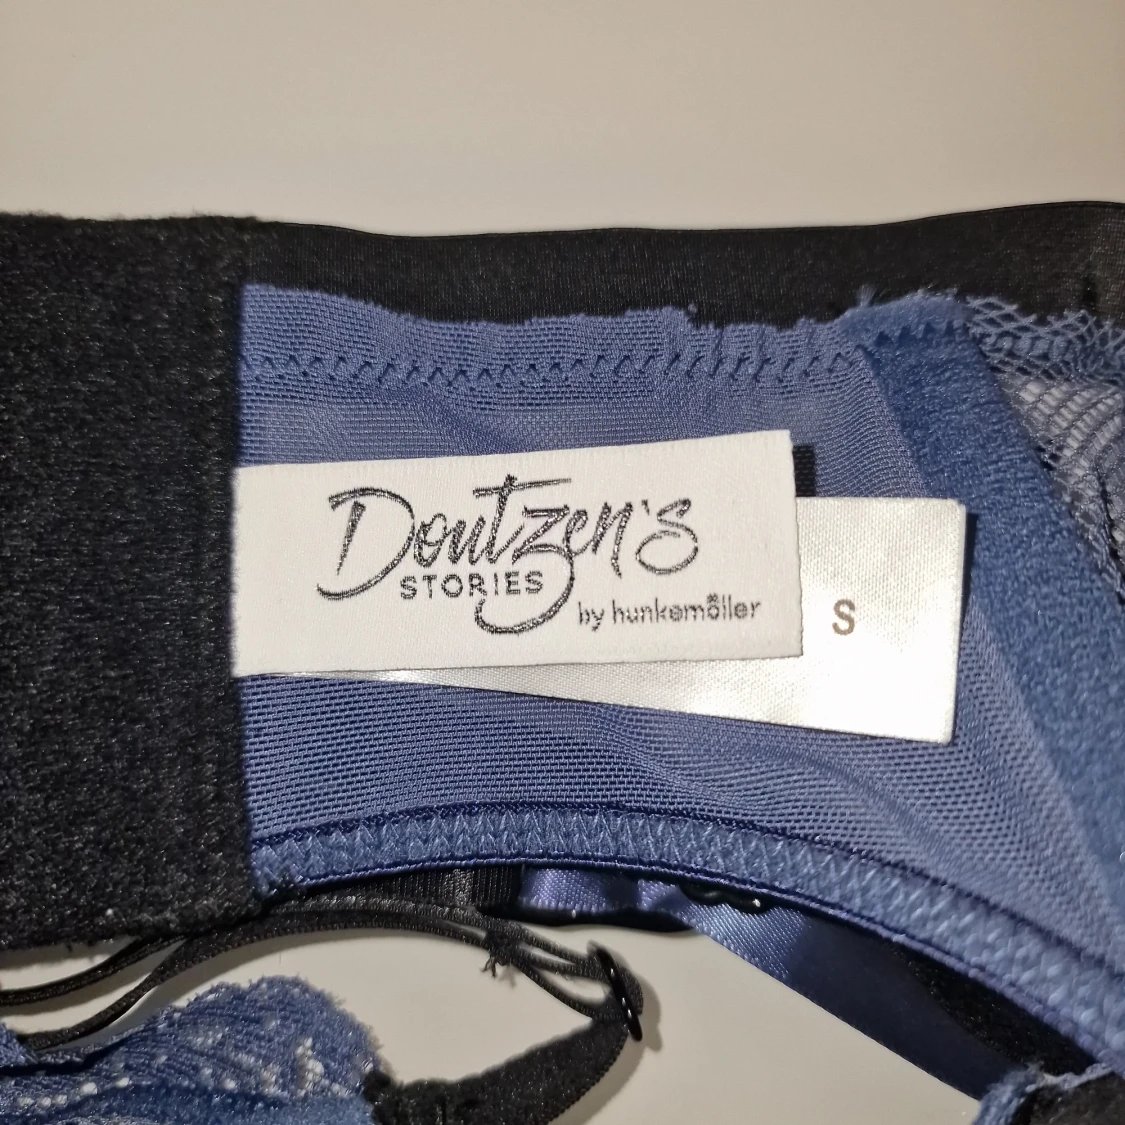 Doutzen's
STORIES
by hunkemöller
S